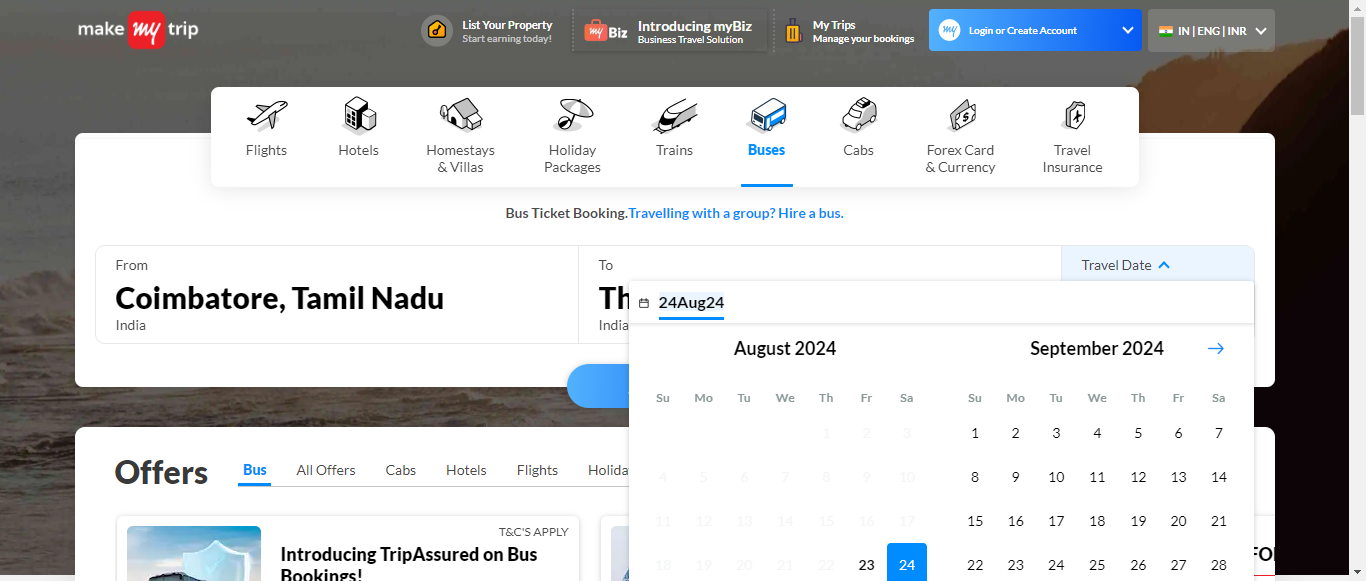 make my trip
List Your Property
Start earning today!
my Biz
Introducing myBiz
Business Travel Solution
My Trips
Manage your bookings
my
Login or Create Account
IN | ENG | INR
Flights
Hotels
Homestays
& Villas
Holiday
Packages
Trains
Buses
Cabs
Forex Card
& Currency
Travel
Insurance
Bus Ticket Booking. Travelling with a group? Hire a bus.
From
Coimbatore, Tamil Nadu
India
To
Th
India
Travel Date
24Aug24
August 2024
Su Mo Tu We Th Fr Sa
1 2 3
4 5 6 7 8 9 10
11 12 13 14 15 16 17
18 19 20 21 22 23 24
September 2024
Su Mo Tu We Th Fr Sa
1 2 3 4 5 6 7
8 9 10 11 12 13 14
15 16 17 18 19 20 21
22 23 24 25 26 27 28
Offers
Bus
All Offers
Cabs
Hotels
Flights
Holida
T&C'S APPLY
Introducing TripAssured on Bus
Bookings!
FO